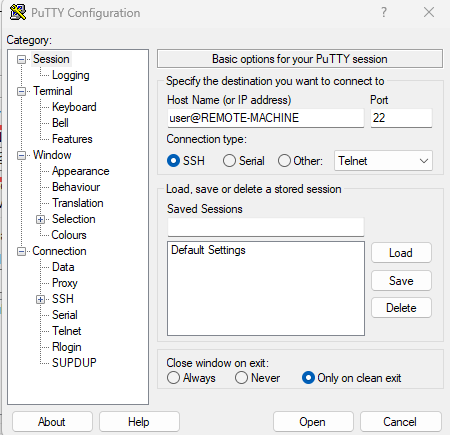 PuTTY Configuration
?
Category:
Session
Logging
Terminal
Keyboard
Bell
Features
Window
Appearance
Behaviour
Translation
Selection
Colours
Connection
Data
Proxy
SSH
Serial
Telnet
Rlogin
SUPDUP
Basic options for your PuTTY session
Specify the destination you want to connect to
Host Name (or IP address) Port
user@REMOTE-MACHINE 22
Connection type:
SSH Serial Other: Telnet
Load, save or delete a stored session
Saved Sessions
Default Settings
Load
Save
Delete
Close window on exit:
Always Never Only on clean exit
About Help Open Cancel